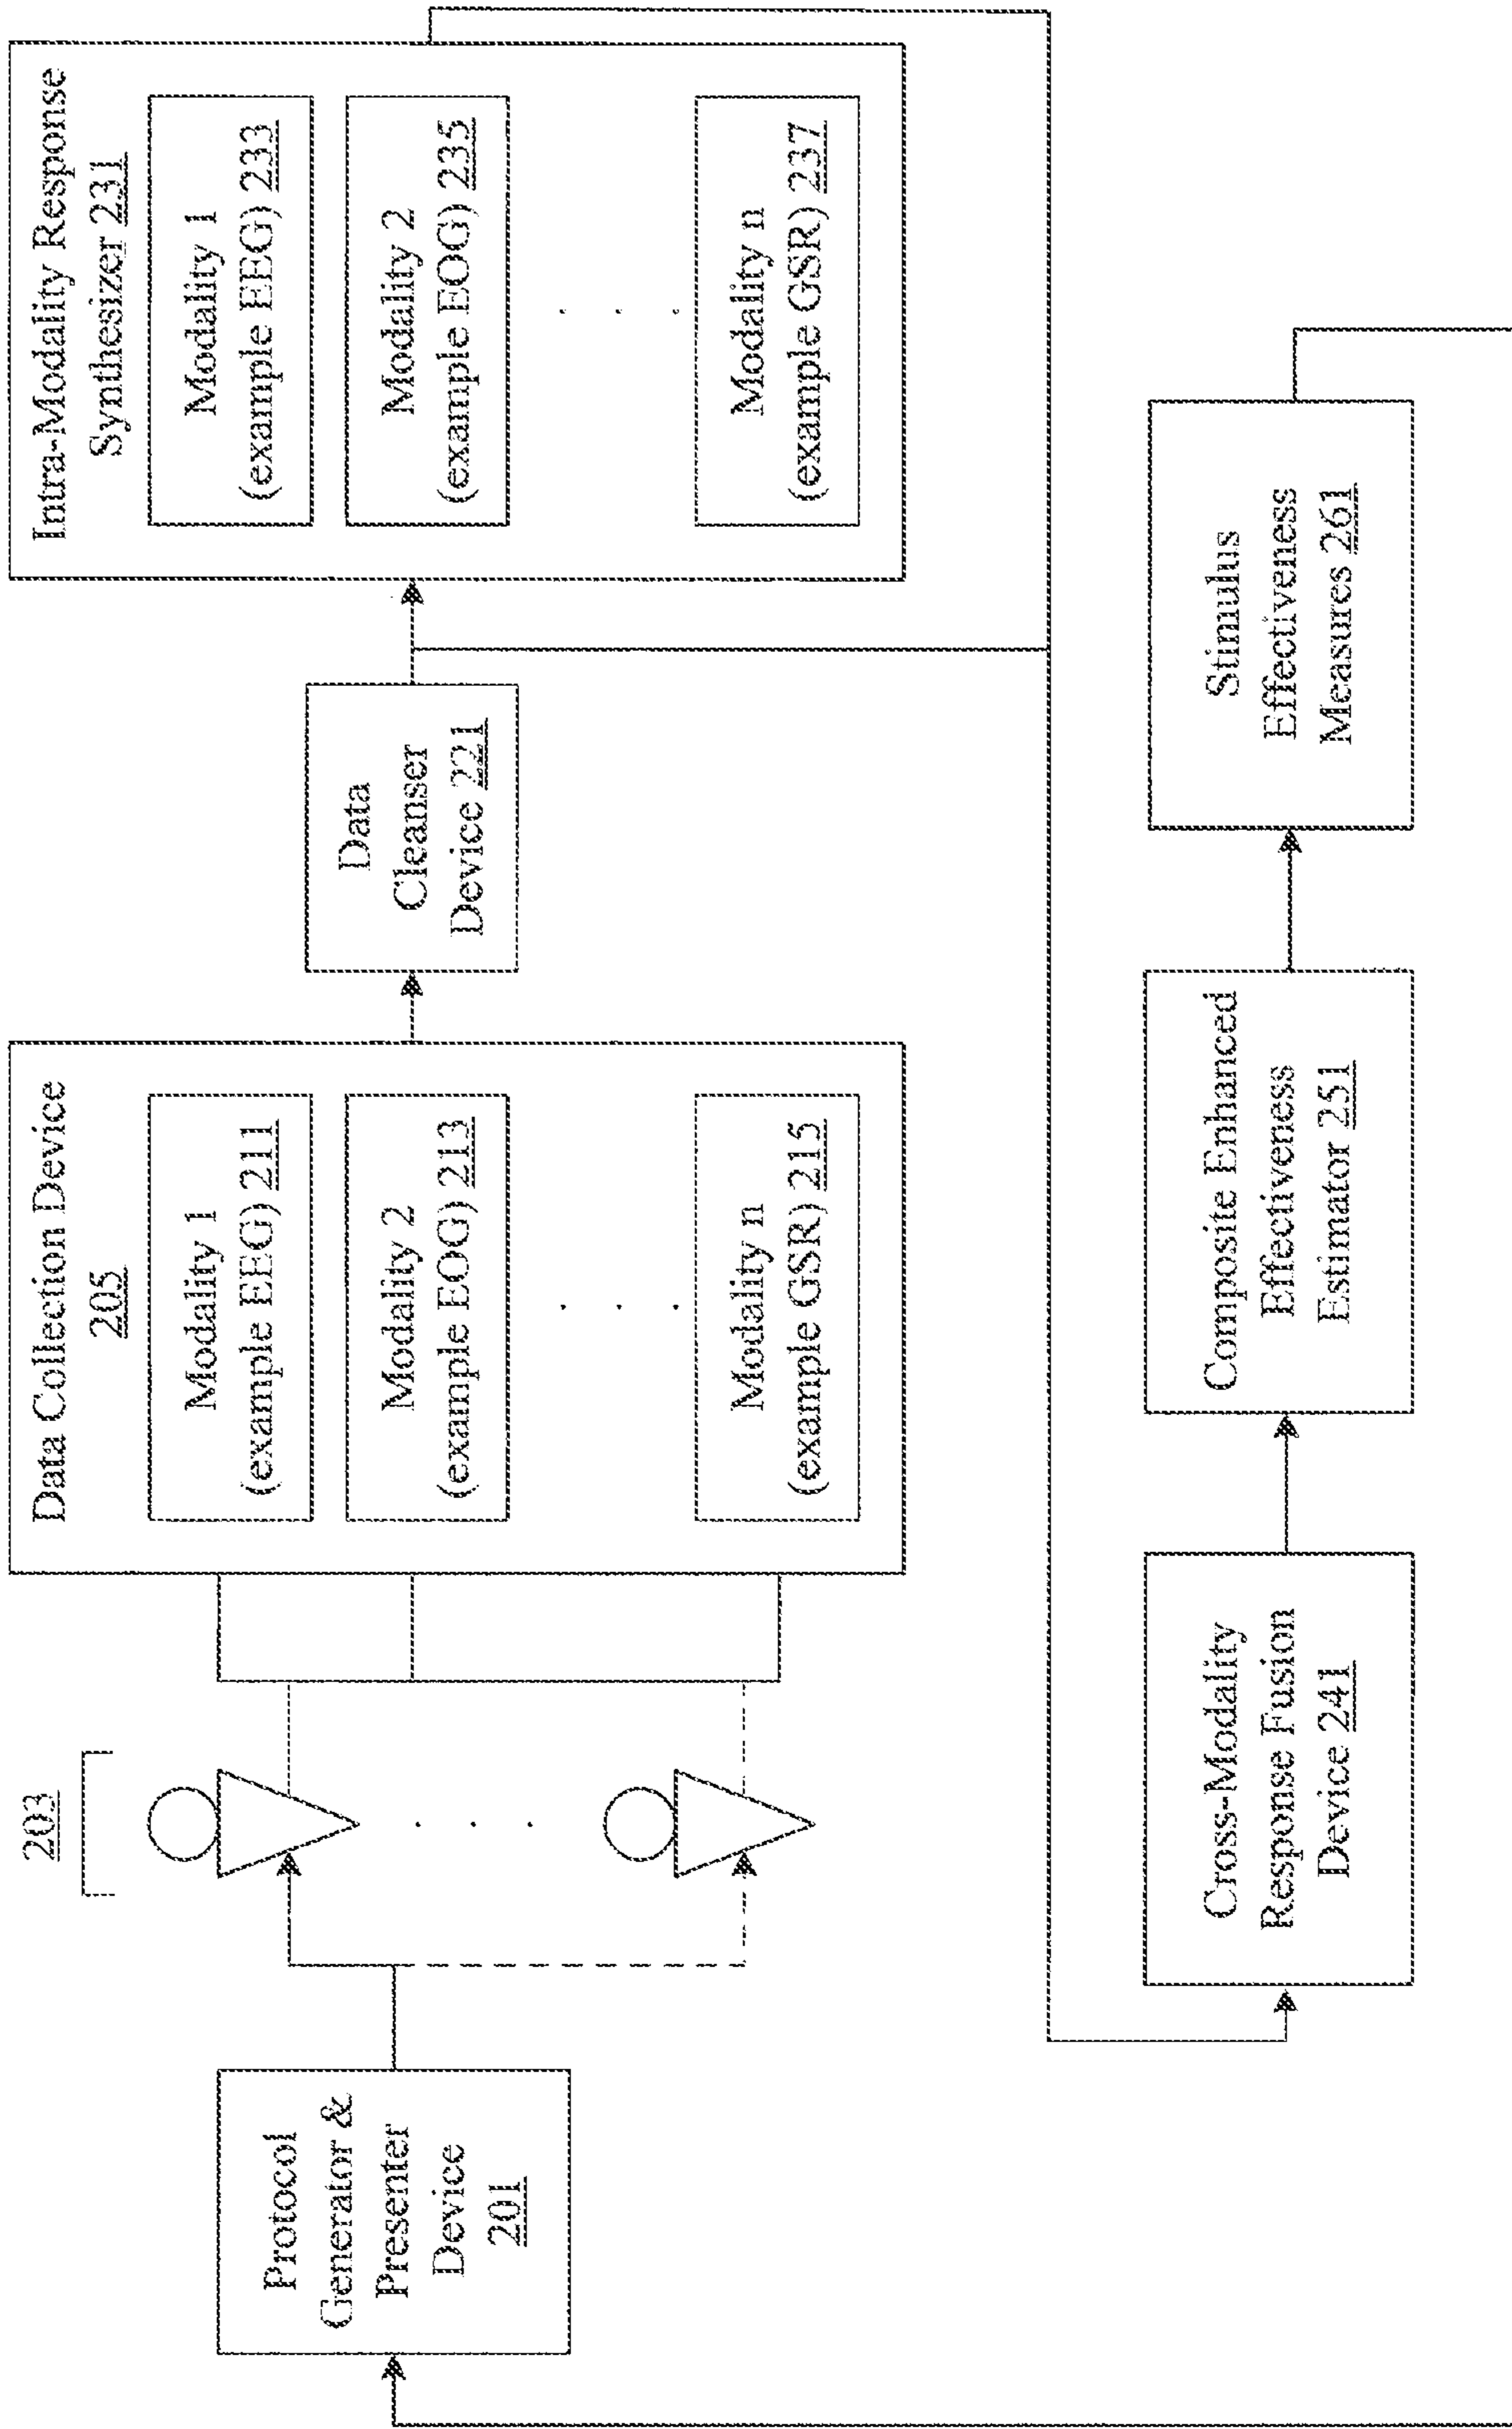 Protocol
Generator &
Presenter
Device
201
203
Data Collection Device
205
Modality 1
(example EEG) 211
Modality 2
(example EOG) 213
. . .
Modality n
(example GSR) 215
Data
Cleanser
Device 221
Intra-Modality Response
Synthesizer 231
Modality 1
(example EEG) 233
Modality 2
(example EOG) 235
. . .
Modality n
(example GSR) 237
Cross-Modality
Response Fusion
Device 241
Composite Enhanced
Effectiveness
Estimator 251
Stimulus
Effectiveness
Measures 261